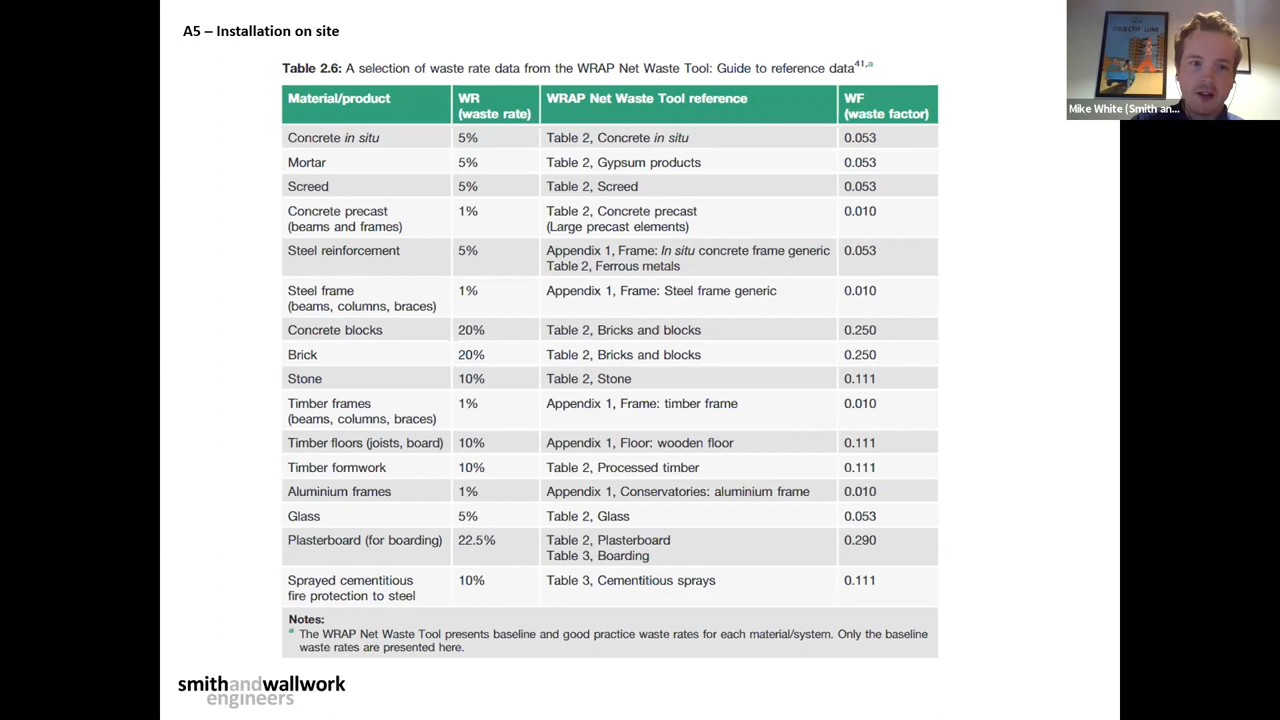 A5 – Installation on site
OBJECTIF LUNE
Mike White (Smith an...
Table 2.6: A selection of waste rate data from the WRAP Net Waste Tool: Guide to reference data41,a
Material/product WR (waste rate) WRAP Net Waste Tool reference WF (waste factor)
Concrete in situ 5% Table 2, Concrete in situ 0.053
Mortar 5% Table 2, Gypsum products 0.053
Screed 5% Table 2, Screed 0.053
Concrete precast (beams and frames) 1% Table 2, Concrete precast (Large precast elements) 0.010
Steel reinforcement 5% Appendix 1, Frame: In situ concrete frame generic Table 2, Ferrous metals 0.053
Steel frame (beams, columns, braces) 1% Appendix 1, Frame: Steel frame generic 0.010
Concrete blocks 20% Table 2, Bricks and blocks 0.250
Brick 20% Table 2, Bricks and blocks 0.250
Stone 10% Table 2, Stone 0.111
Timber frames (beams, columns, braces) 1% Appendix 1, Frame: timber frame 0.010
Timber floors (joists, board) 10% Appendix 1, Floor: wooden floor 0.111
Timber formwork 10% Table 2, Processed timber 0.111
Aluminium frames 1% Appendix 1, Conservatories: aluminium frame 0.010
Glass 5% Table 2, Glass 0.053
Plasterboard (for boarding) 22.5% Table 2, Plasterboard Table 3, Boarding 0.290
Sprayed cementitious fire protection to steel 10% Table 3, Cementitious sprays 0.111
Notes:
a The WRAP Net Waste Tool presents baseline and good practice waste rates for each material/system. Only the baseline
waste rates are presented here.
smithandwallwork
engineers